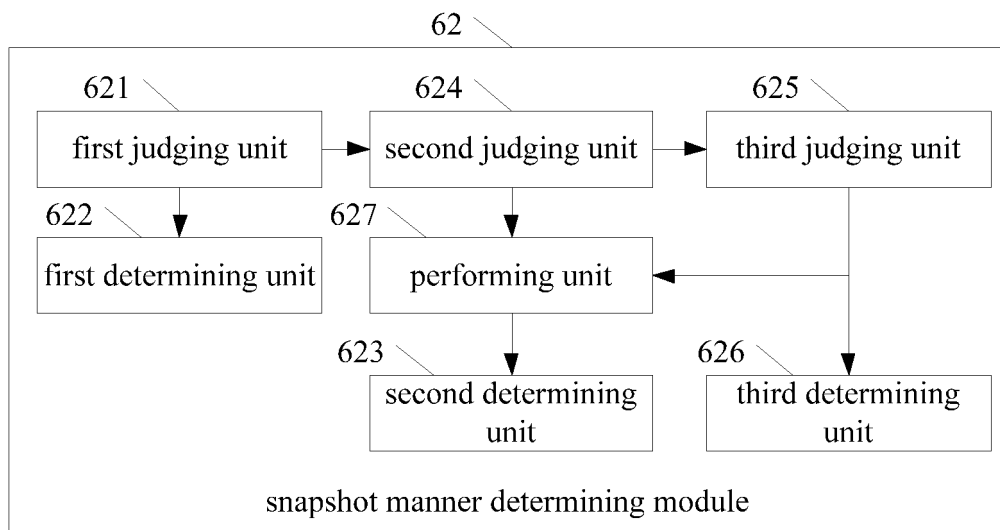 62
621
624
625
first judging unit
second judging unit
third judging unit
622
627
first determining unit
performing unit
623
626
second determining
unit
third determining
unit
snapshot manner determining module